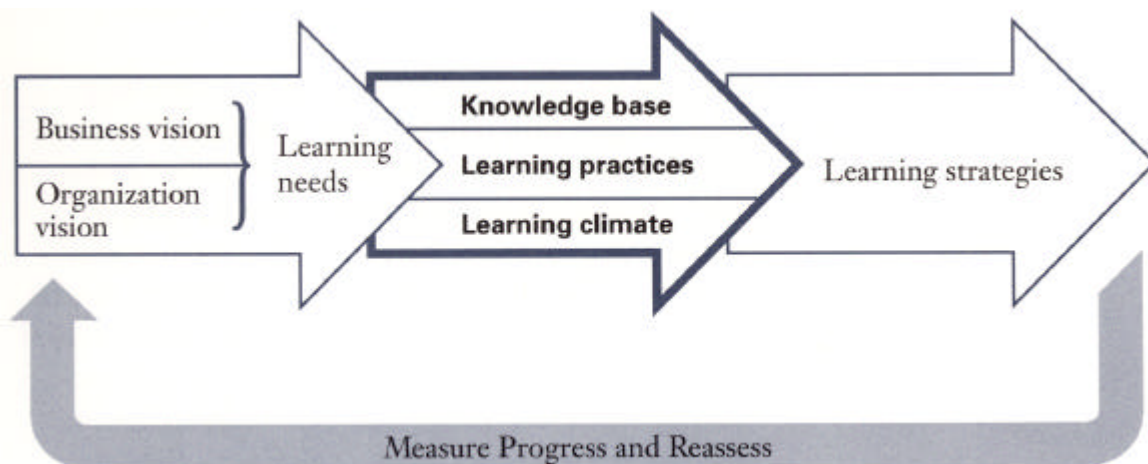 Business vision
Organization
vision
Learning
needs
Knowledge base
Learning practices
Learning climate
Learning strategies
Measure Progress and Reassess